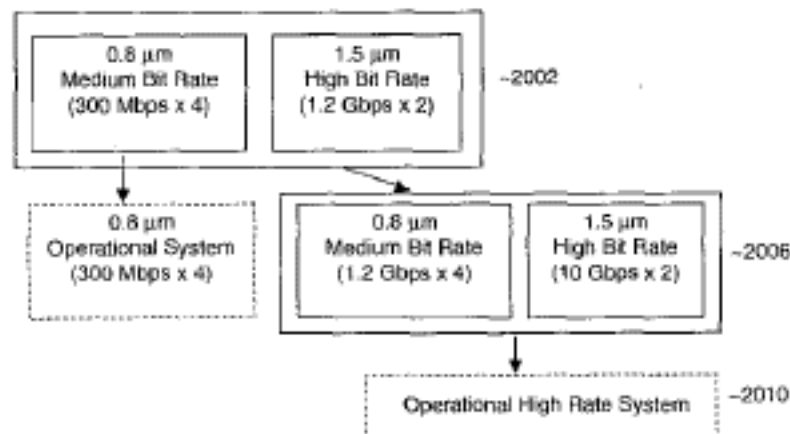 0.8 μm
Medium Bit Rate
(300 Mbps x 4)
1.5 μm
High Bit Rate
(1.2 Gbps x 2)
~2002
0.8 μm
Operational System
(300 Mbps x 4)
0.8 μm
Medium Bit Rate
(1.2 Gbps x 4)
1.5 μm
High Bit Rate
(10 Gbps x 2)
~2006
Operational High Rate System
~2010